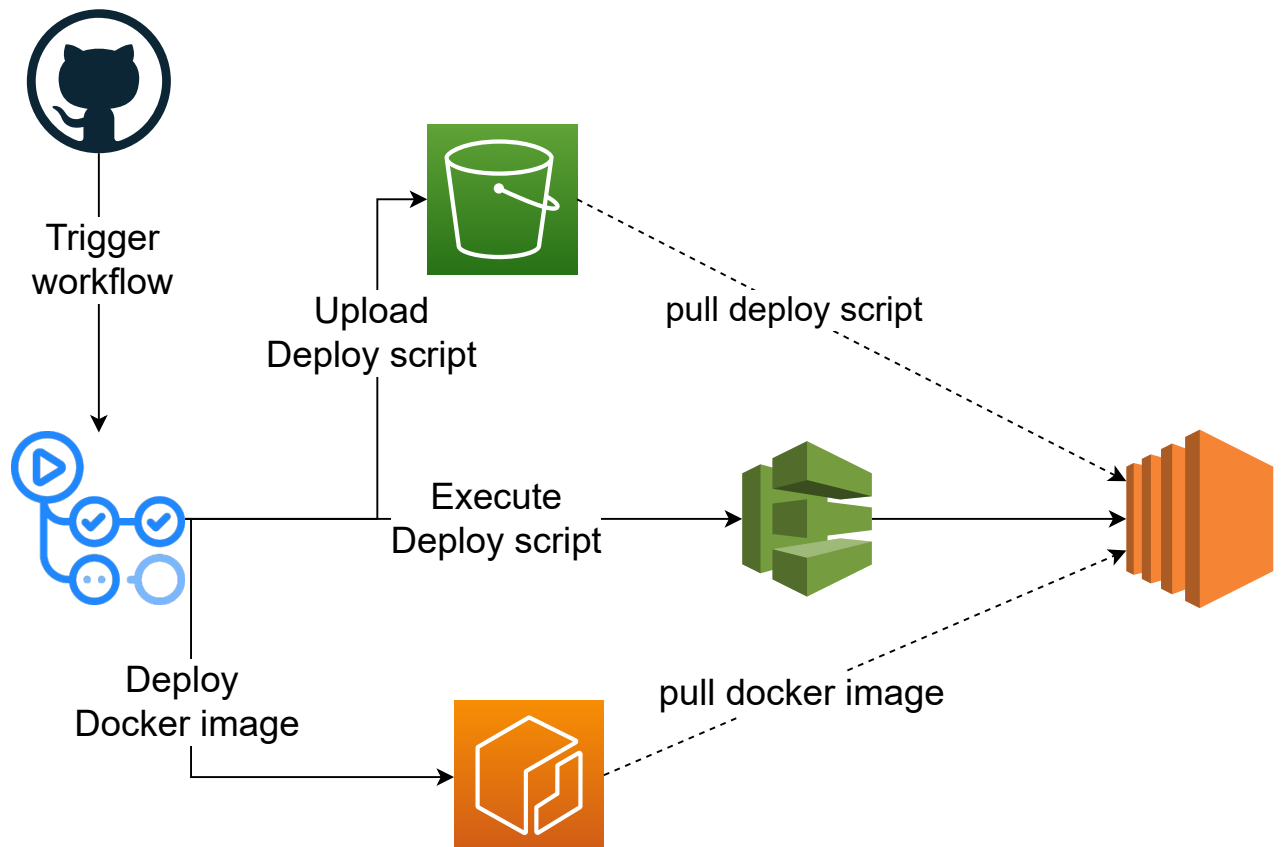 Trigger
workflow
Upload
Deploy script
pull deploy script
Execute
Deploy script
Deploy
Docker image
pull docker image